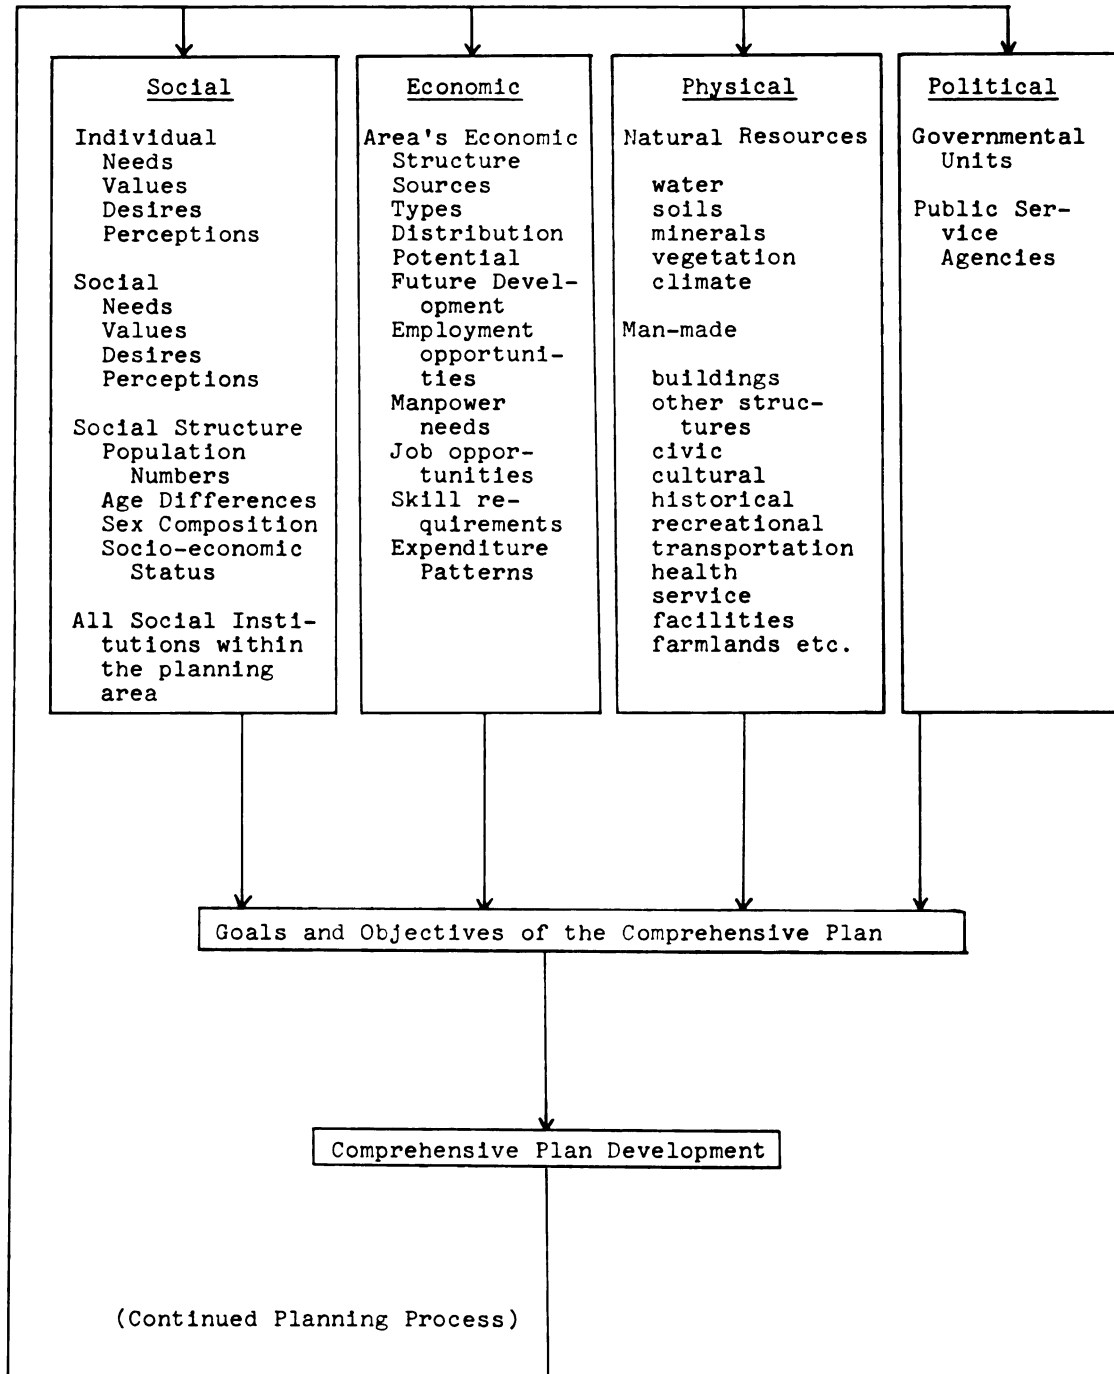 Social
Individual
Needs
Values
Desires
Perceptions
Social
Needs
Values
Desires
Perceptions
Social Structure
Population
Numbers
Age Differences
Sex Composition
Socio-economic
Status
All Social Insti-
tutions within
the planning
area
Economic
Area's Economic
Structure
Sources
Types
Distribution
Potential
Future Devel-
opment
Employment
opportuni-
ties
Manpower
needs
Job oppor-
tunities
Skill re-
quirements
Expenditure
Patterns
Physical
Natural Resources
water
soils
minerals
vegetation
climate
Man-made
buildings
other struc-
tures
civic
cultural
historical
recreational
transportation
health
service
facilities
farmlands etc.
Political
Governmental
Units
Public Ser-
vice
Agencies
Goals and Objectives of the Comprehensive Plan
Comprehensive Plan Development
(Continued Planning Process)